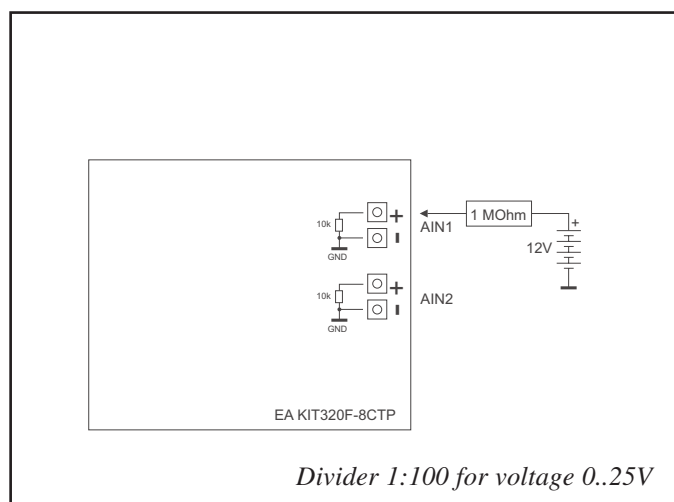 10k
+
-
GND
AIN1
1 MOhm
+
12V
10k
+
-
GND
AIN2
EA KIT320F-8CTP
Divider 1:100 for voltage 0..25V